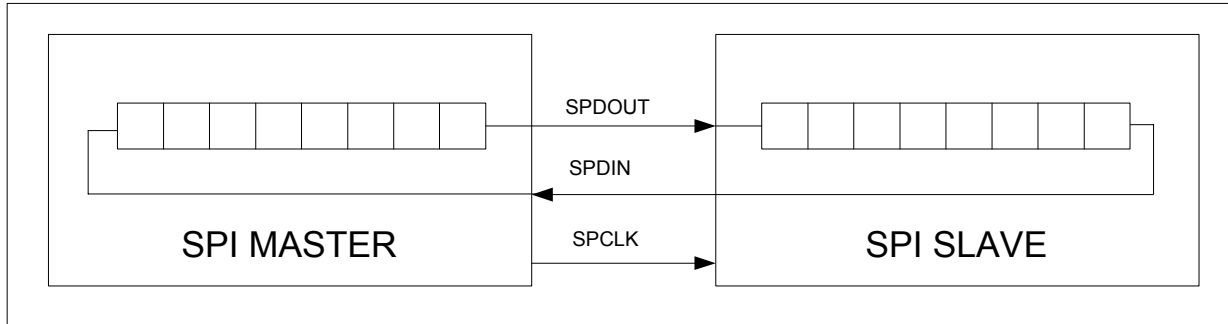 SPDOUT
SPDIN
SPCLK
SPI MASTER
SPI SLAVE